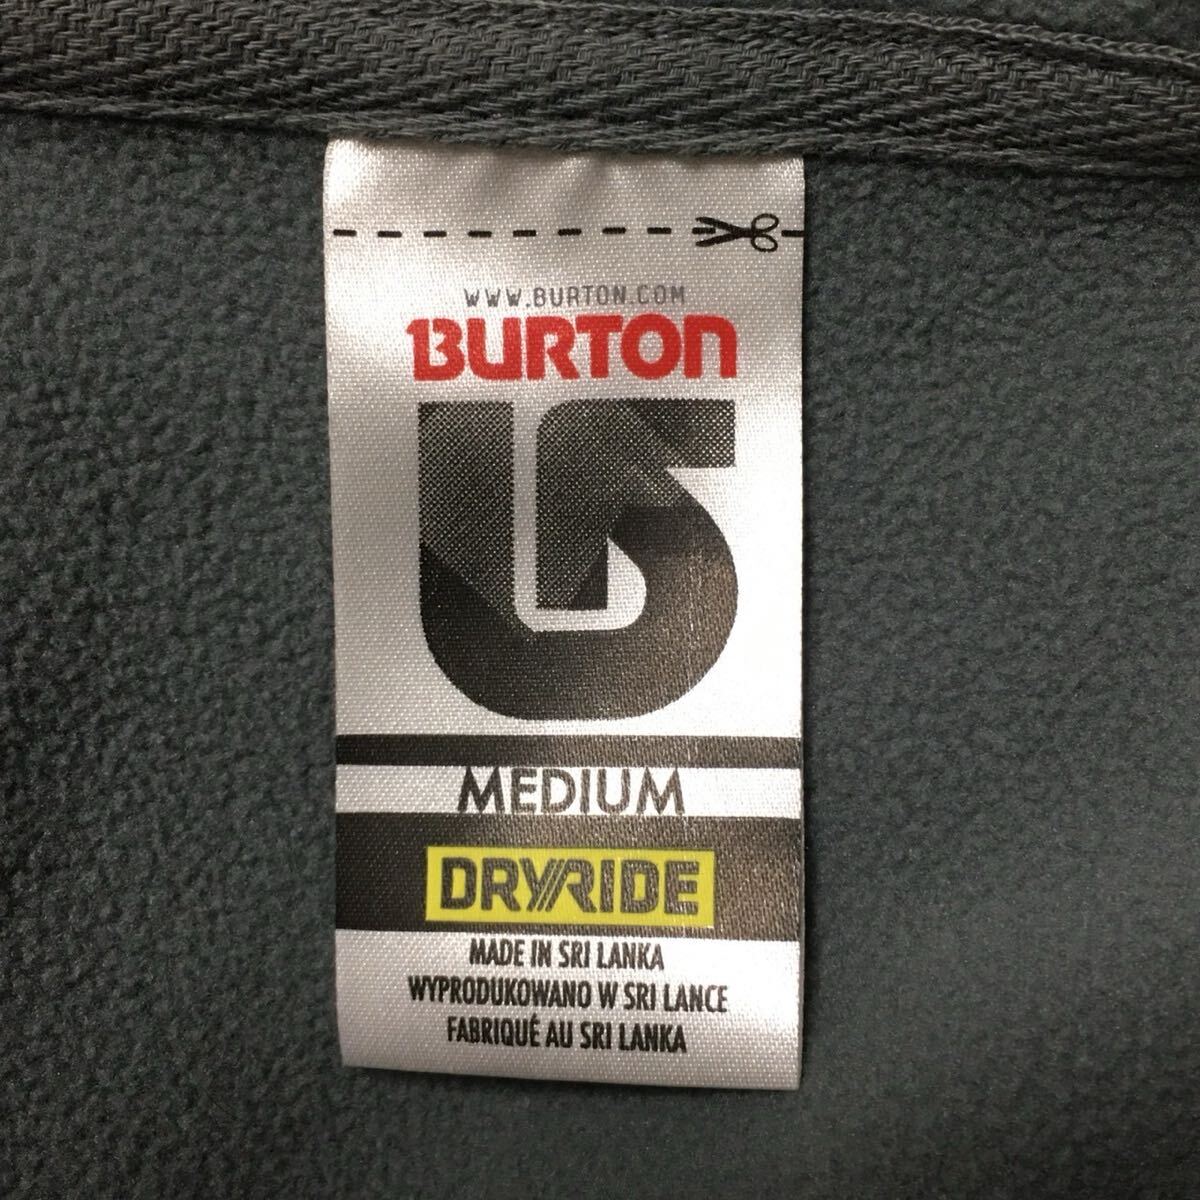 WWW.BURTON.COM
BURTON
MEDIUM
DRYRIDE
MADE IN SRI LANKA
WYPRODUKOWANO W SRI LANCE
FABRIQUÉ AU SRI LANKA